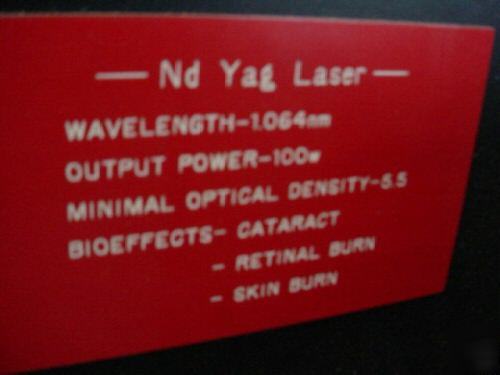 — Nd Yag Laser —
WAVELENGTH-1.064nm
OUTPUT POWER-100w
MINIMAL OPTICAL DENSITY-5.5
BIOEFFECTS- CATARACT
- RETINAL BURN
- SKIN BURN